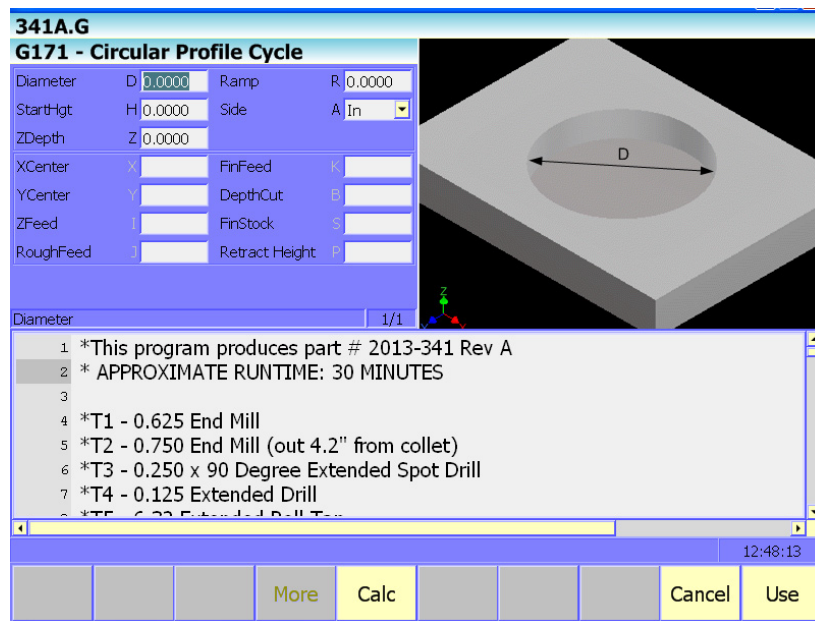 341A.G
G171 - Circular Profile Cycle
Diameter D 0.0000 Ramp R 0.0000
StartHgt H 0.0000 Side A In
ZDepth Z 0.0000
XCenter X FinFeed K
YCenter Y DepthCut B
ZFeed I FinStock S
RoughFeed J Retract Height P
D
Z
Diameter 1/1
1 *This program produces part # 2013-341 Rev A
2 * APPROXIMATE RUNTIME: 30 MINUTES
3
4 *T1 - 0.625 End Mill
5 *T2 - 0.750 End Mill (out 4.2" from collet)
6 *T3 - 0.250 x 90 Degree Extended Spot Drill
7 *T4 - 0.125 Extended Drill
12:48:13
More Calc Cancel Use